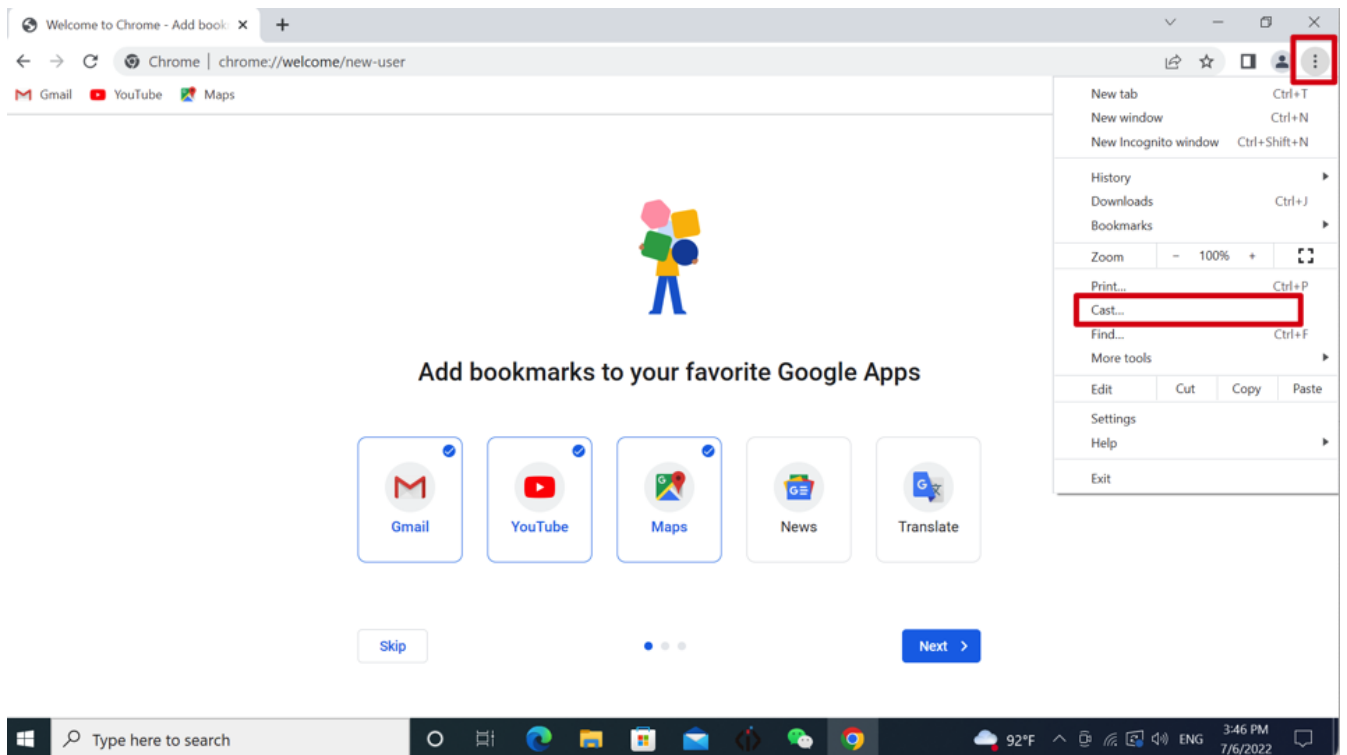 Welcome to Chrome - Add book
Chrome | chrome://welcome/new-user
Gmail YouTube Maps
New tab Ctrl+T
New window Ctrl+N
New Incognito window Ctrl+Shift+N
History
Downloads Ctrl+J
Bookmarks
Zoom - 100% +
Print... Ctrl+P
Cast...
Find... Ctrl+F
More tools
Edit Cut Copy Paste
Settings
Help
Exit
Add bookmarks to your favorite Google Apps
Gmail YouTube Maps News Translate
Skip Next
Type here to search
92°F ENG 3:46 PM
7/6/2022